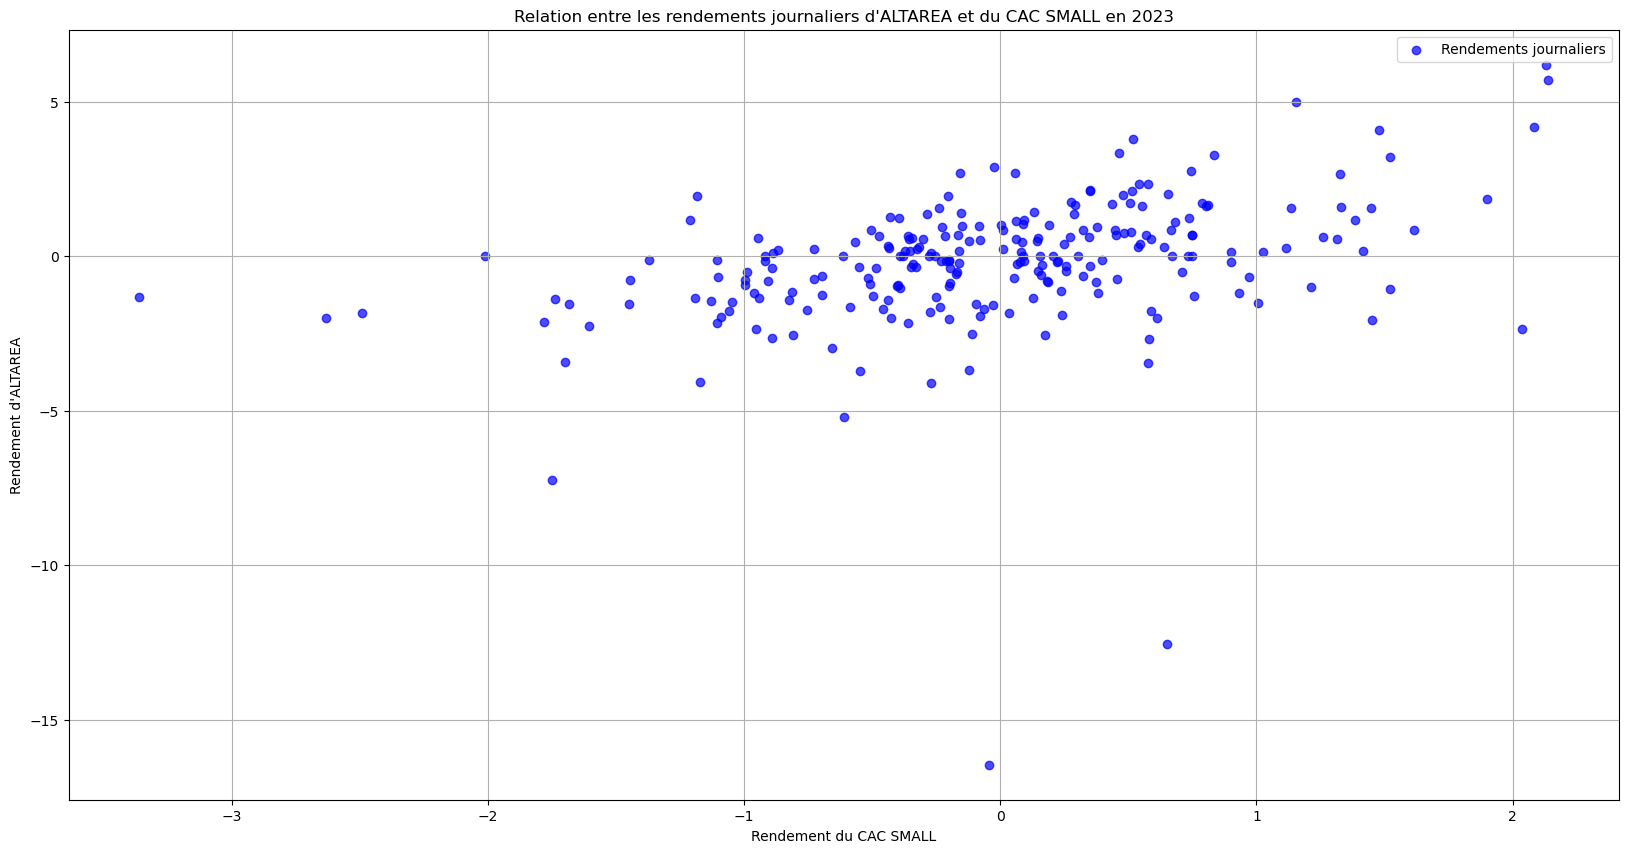 Relation entre les rendements journaliers d'ALTAREA et du CAC SMALL en 2023
Rendements journaliers
5
0
−5
−10
−15
Rendement d'ALTAREA
−3
−2
−1
0
1
2
Rendement du CAC SMALL